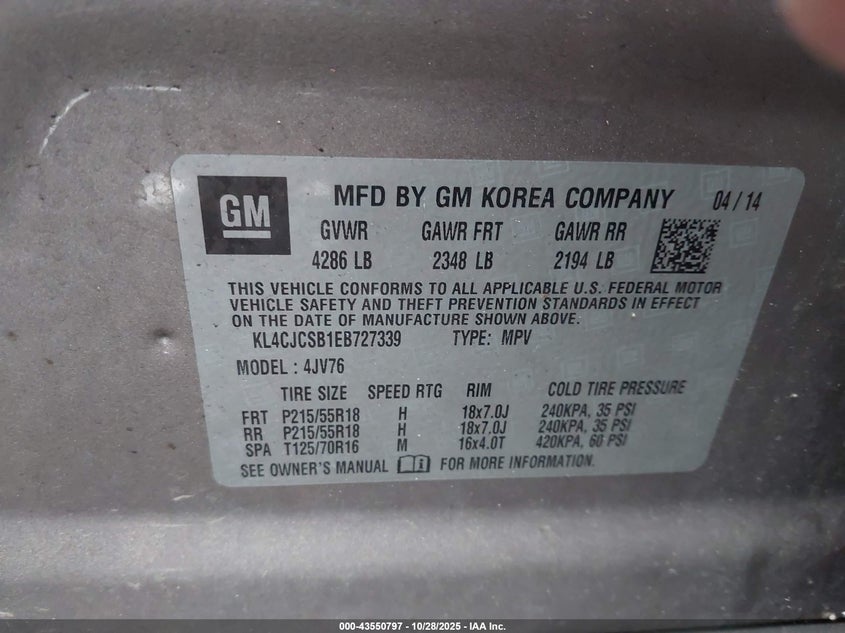 GM
MFD BY GM KOREA COMPANY 04 / 14
GVWR GAWR FRT GAWR RR
4286 LB 2348 LB 2194 LB
THIS VEHICLE CONFORMS TO ALL APPLICABLE U.S. FEDERAL MOTOR
VEHICLE SAFETY AND THEFT PREVENTION STANDARDS IN EFFECT
ON THE DATE OF MANUFACTURE SHOWN ABOVE.
KL4CJCSB1EB727339 TYPE: MPV
MODEL : 4JV76
TIRE SIZE SPEED RTG RIM COLD TIRE PRESSURE
FRT P215/55R18 H 18x7.0J 240KPA, 35 PSI
RR P215/55R18 H 18x7.0J 240KPA, 35 PSI
SPA T125/70R16 M 16x4.0T 420KPA, 60 PSI
SEE OWNER'S MANUAL FOR MORE INFORMATION.
000-43550797 - 10/28/2025 - IAA Inc.